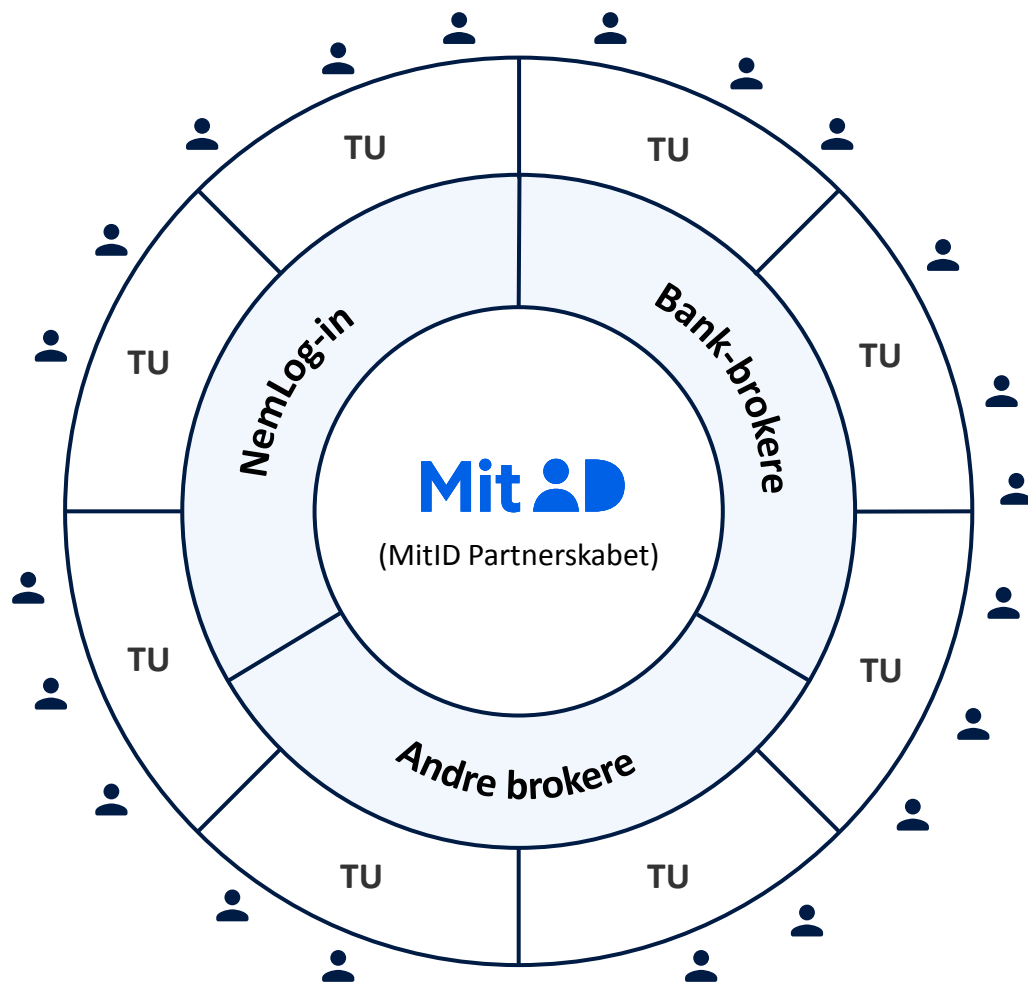 TU
TU
NemLog-in
Bank-brokere
TU
TU
MitID
(MitID Partnerskabet)
TU
TU
Andre brokere
TU
TU